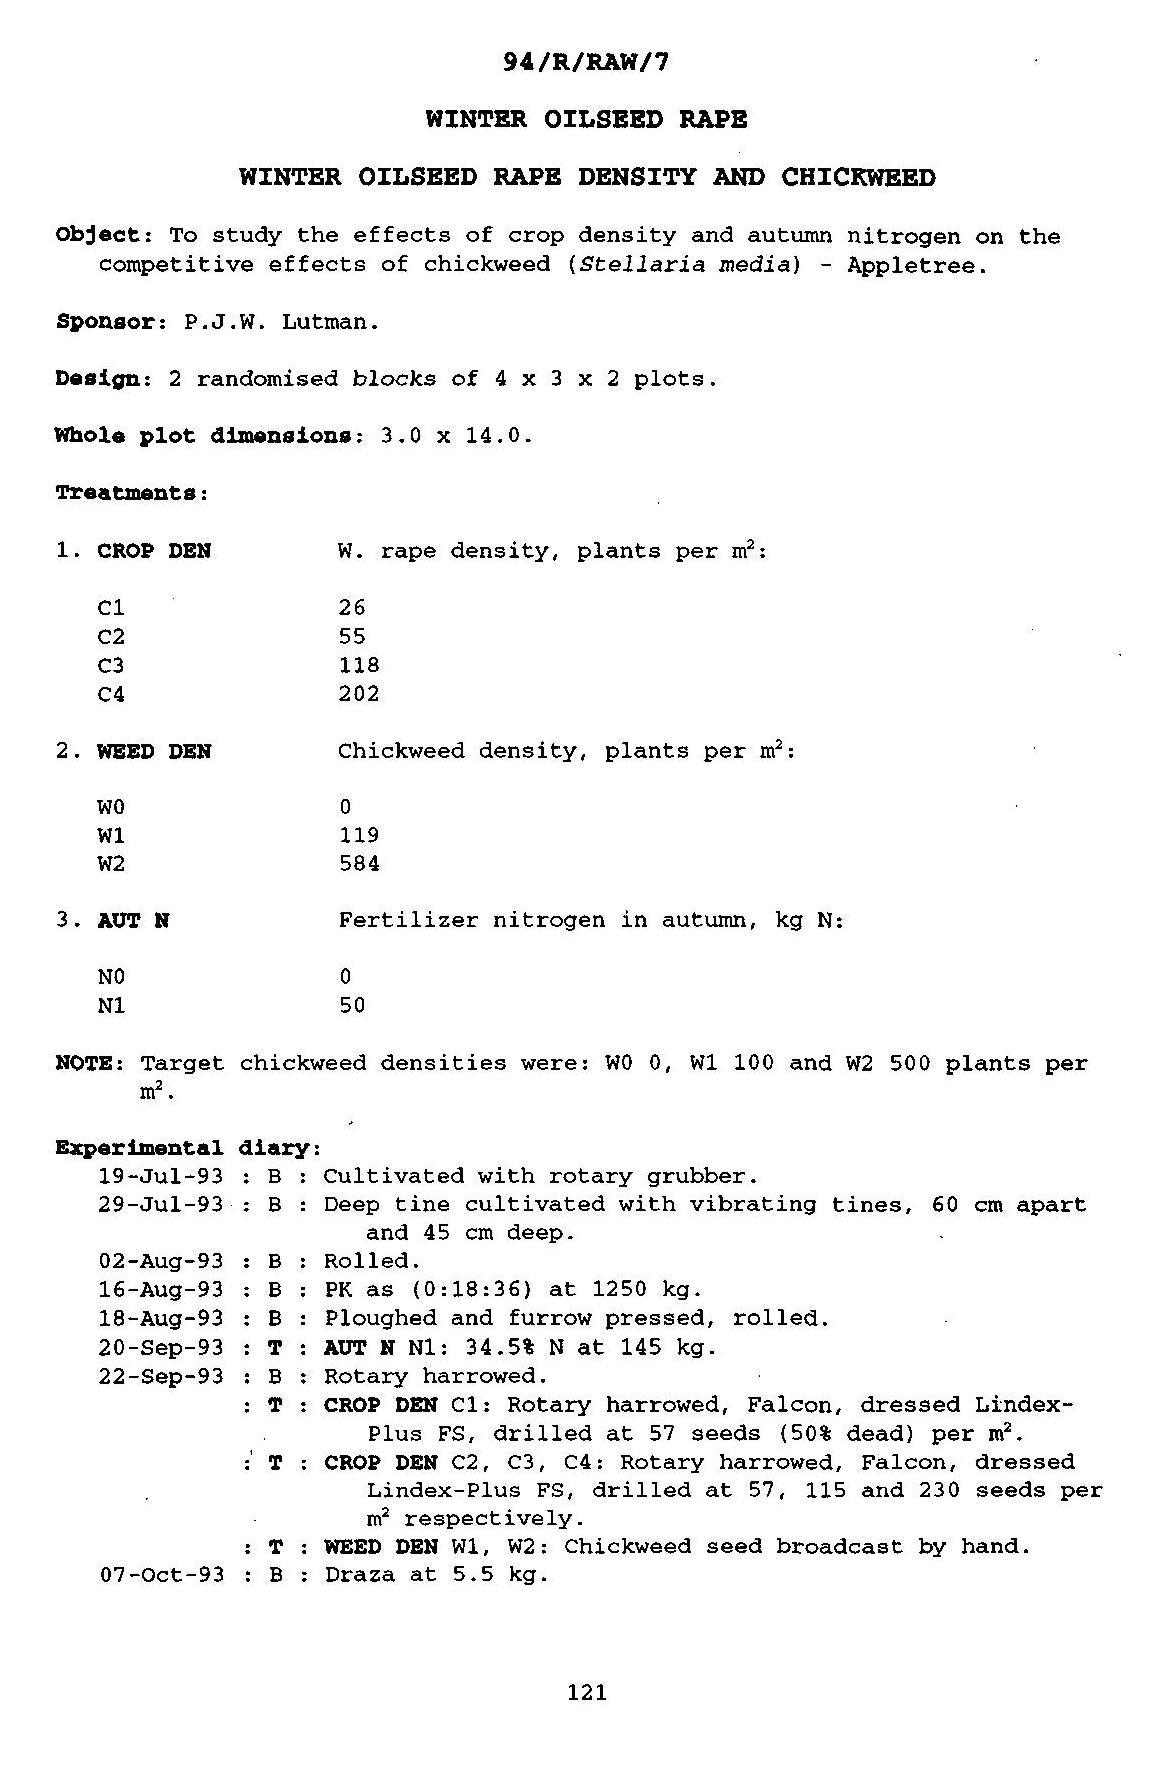 94/R/RAW/7
WINTER OILSEED RAPE
WINTER OILSEED RAPE DENSITY AND CHICKWEED
Object: To study the effects of crop density and autumn nitrogen on the
competitive effects of chickweed (Stellaria media) - Appletree.
Sponsor: P.J.W. Lutman.
Design: 2 randomised blocks of 4 x 3 x 2 plots.
Whole plot dimensions: 3.0 x 14.0.
Treatments:
1. CROP DEN W. rape density, plants per m²:
C1 26
C2 55
C3 118
C4 202
2. WEED DEN Chickweed density, plants per m²:
W0 0
W1 119
W2 584
3. AUT N Fertilizer nitrogen in autumn, kg N:
N0 0
N1 50
NOTE: Target chickweed densities were: W0 0, W1 100 and W2 500 plants per
m².
Experimental diary:
19-Jul-93 : B : Cultivated with rotary grubber.
29-Jul-93 : B : Deep tine cultivated with vibrating tines, 60 cm apart
and 45 cm deep.
02-Aug-93 : B : Rolled.
16-Aug-93 : B : PK as (0:18:36) at 1250 kg.
18-Aug-93 : B : Ploughed and furrow pressed, rolled.
20-Sep-93 : T : AUT N N1: 34.5% N at 145 kg.
22-Sep-93 : B : Rotary harrowed.
: T : CROP DEN C1: Rotary harrowed, Falcon, dressed Lindex-
Plus FS, drilled at 57 seeds (50% dead) per m².
: T : CROP DEN C2, C3, C4: Rotary harrowed, Falcon, dressed
Lindex-Plus FS, drilled at 57, 115 and 230 seeds per
m² respectively.
: T : WEED DEN W1, W2: Chickweed seed broadcast by hand.
07-Oct-93 : B : Draza at 5.5 kg.
121